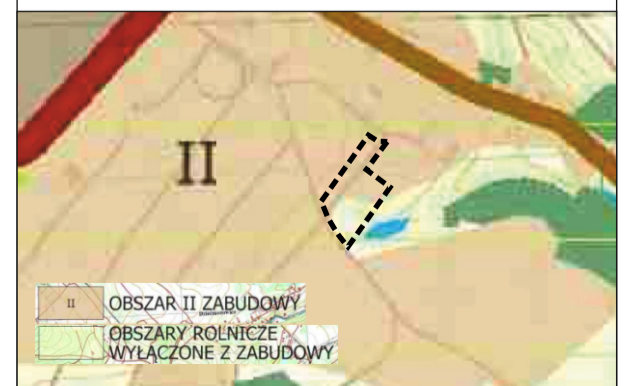 II
II OBSZAR II ZABUDOWY
OBSZARY ROLNICZE
WYŁĄCZONE Z ZABUDOWY